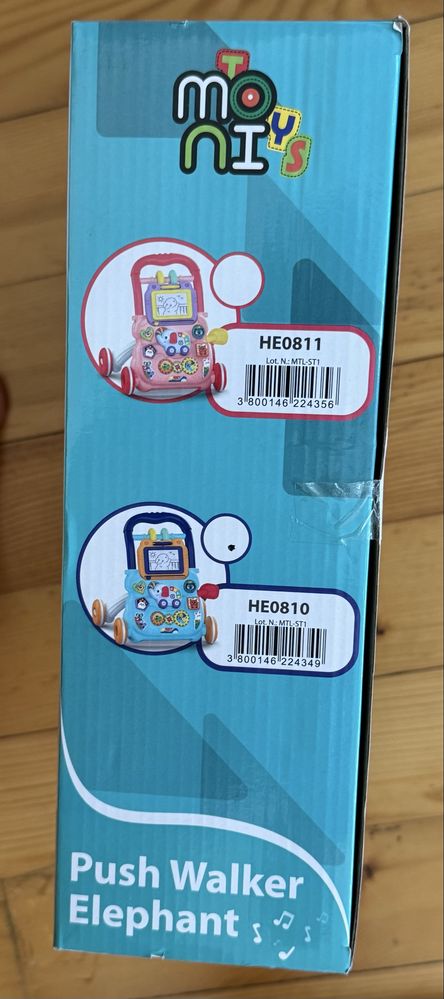 MONI TOYS
HE0811
Lot. N.: MTL-ST1
3 800146 224356
HE0810
Lot. N.: MTL-ST1
3 800146 224349
Push Walker
Elephant